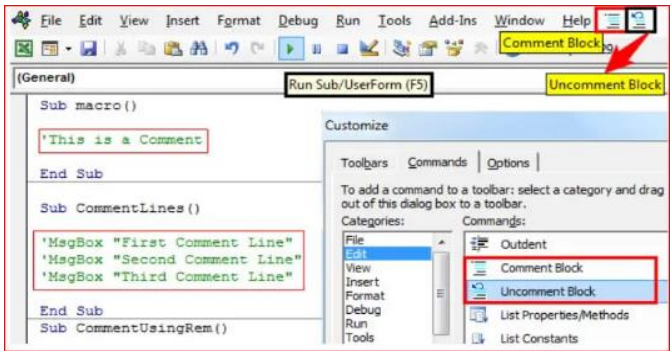 File Edit View Insert Format Debug Run Tools Add-Ins Window Help
Comment Block
(General)
Run Sub/UserForm (F5)
Uncomment Block
Sub macro()
'This is a Comment
End Sub
Sub CommentLines()
'MsgBox "First Comment Line"
'MsgBox "Second Comment Line"
'MsgBox "Third Comment Line"
End Sub
Sub CommentUsingRem()
Customize
Toolbars Commands Options
To add a command to a toolbar: select a category and drag
out of this dialog box to a toolbar.
Categories: Commands:
File
Edit
View
Insert
Format
Debug
Run
Tools
Outdent
Comment Block
Uncomment Block
List Properties/Methods
List Constants